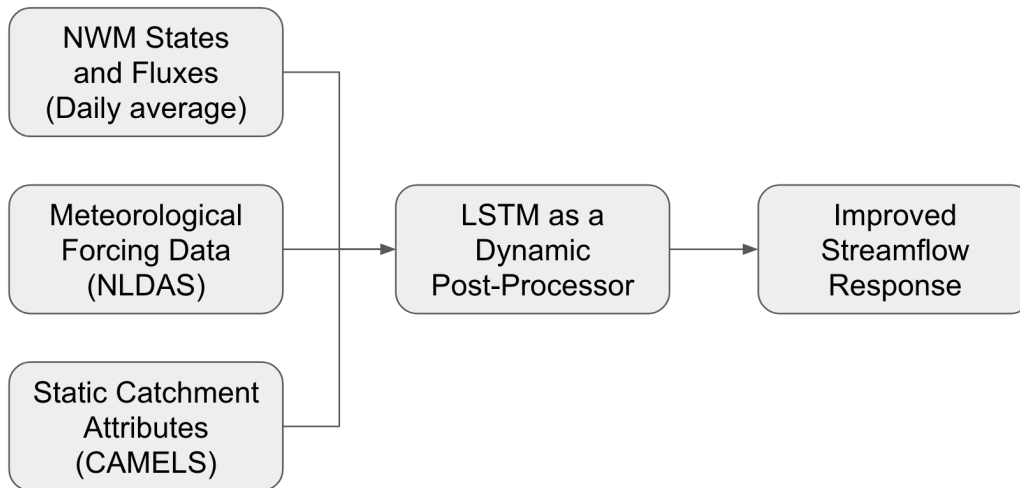 NWM States
and Fluxes
(Daily average)
Meteorological
Forcing Data
(NLDAS)
Static Catchment
Attributes
(CAMELS)
LSTM as a
Dynamic
Post-Processor
Improved
Streamflow
Response